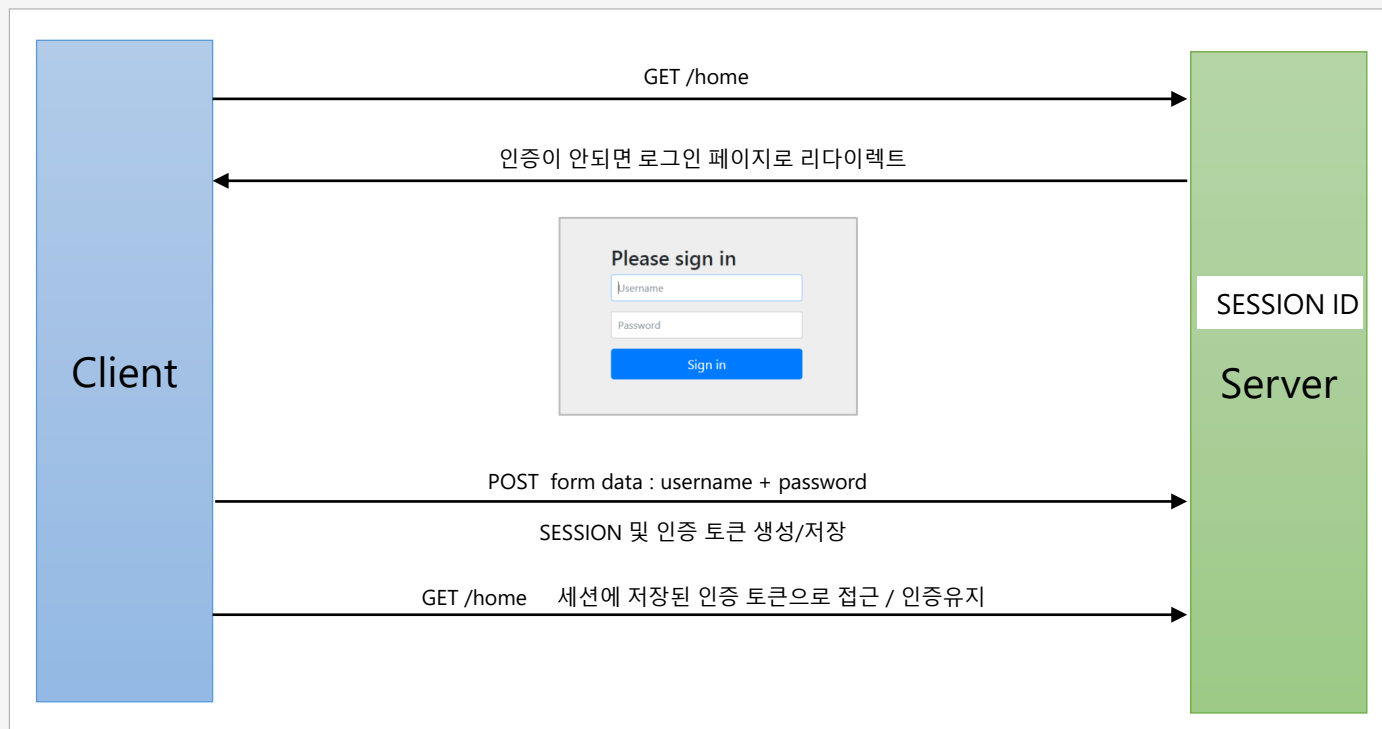 GET /home
인증이 안되면 로그인 페이지로 리다이렉트
Please sign in
Username
Password
Sign in
SESSION ID
Client
Server
POST  form data : username + password
SESSION 및 인증 토큰 생성/저장
GET /home 세션에 저장된 인증 토큰으로 접근 / 인증유지